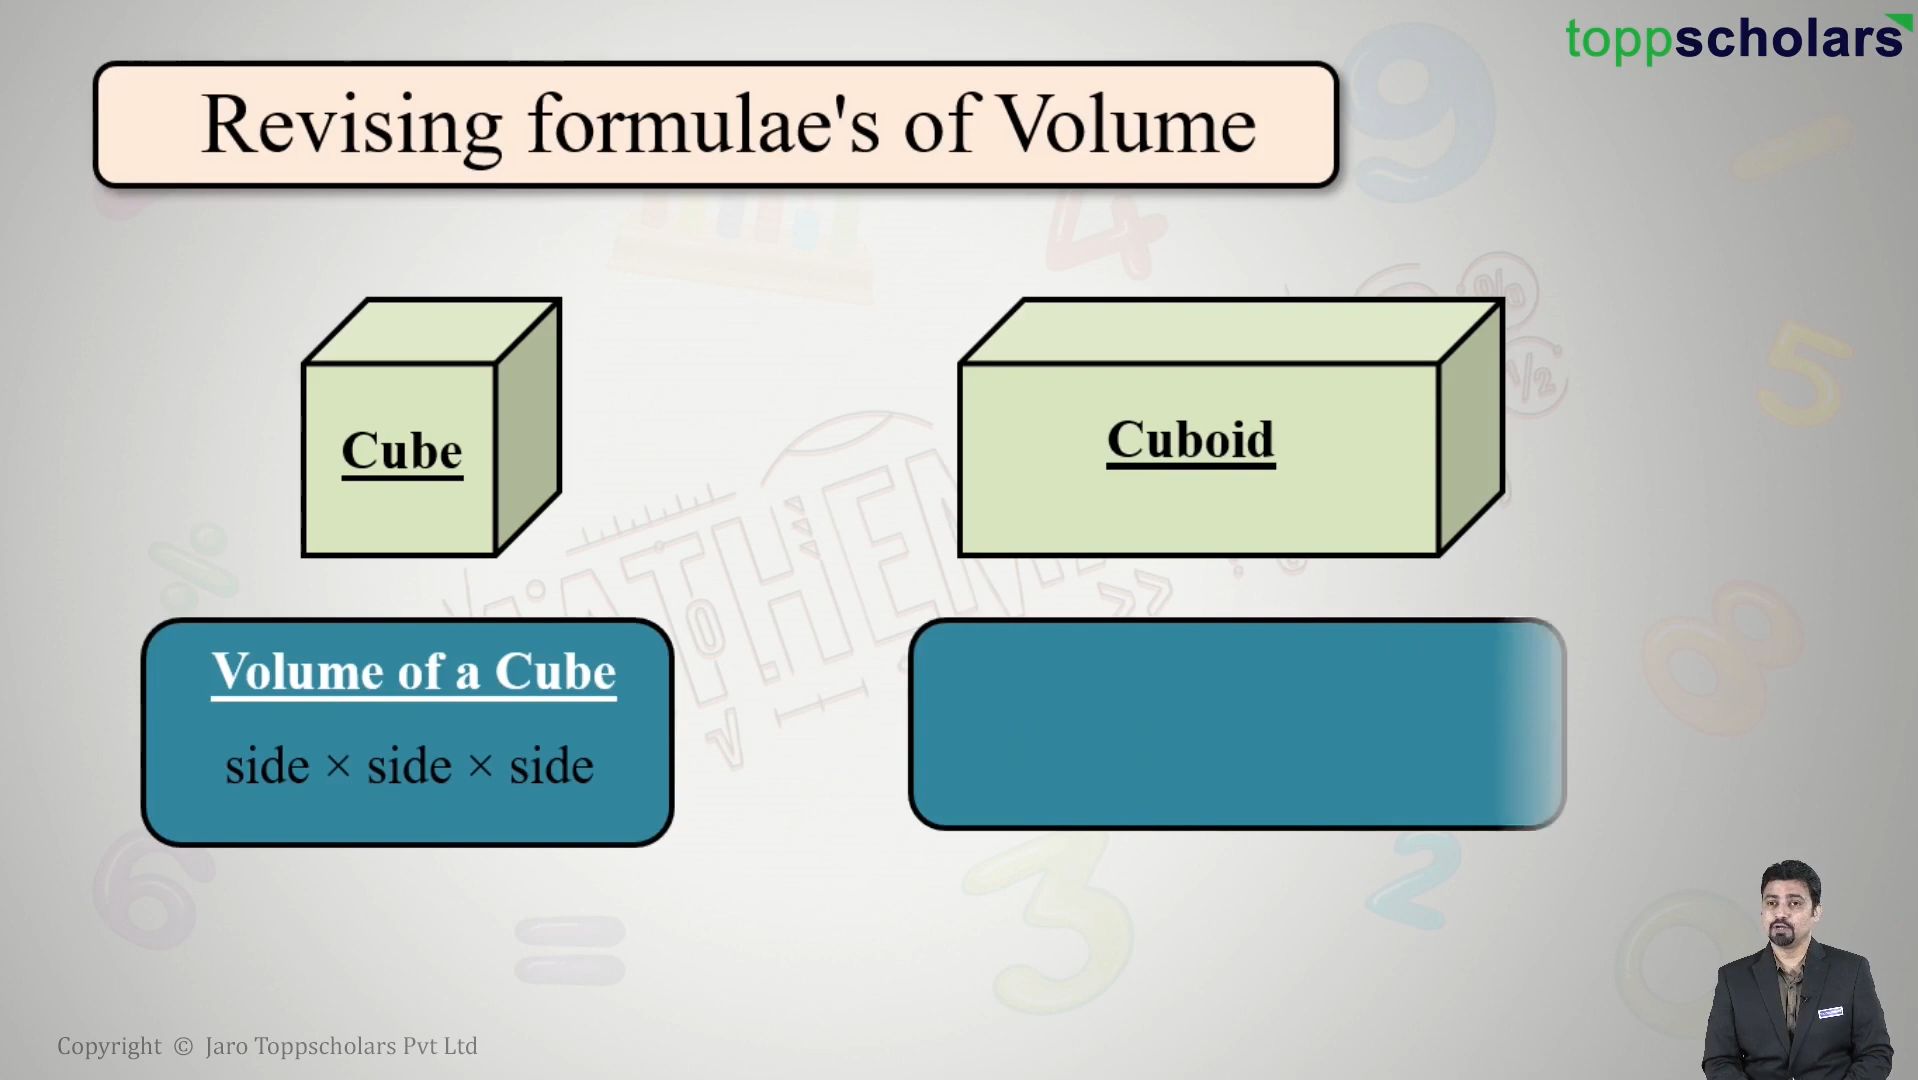 toppscholars
Revising formulae's of Volume
Cube
Cuboid
Volume of a Cube
side × side × side
Copyright © Jaro Toppscholars Pvt Ltd